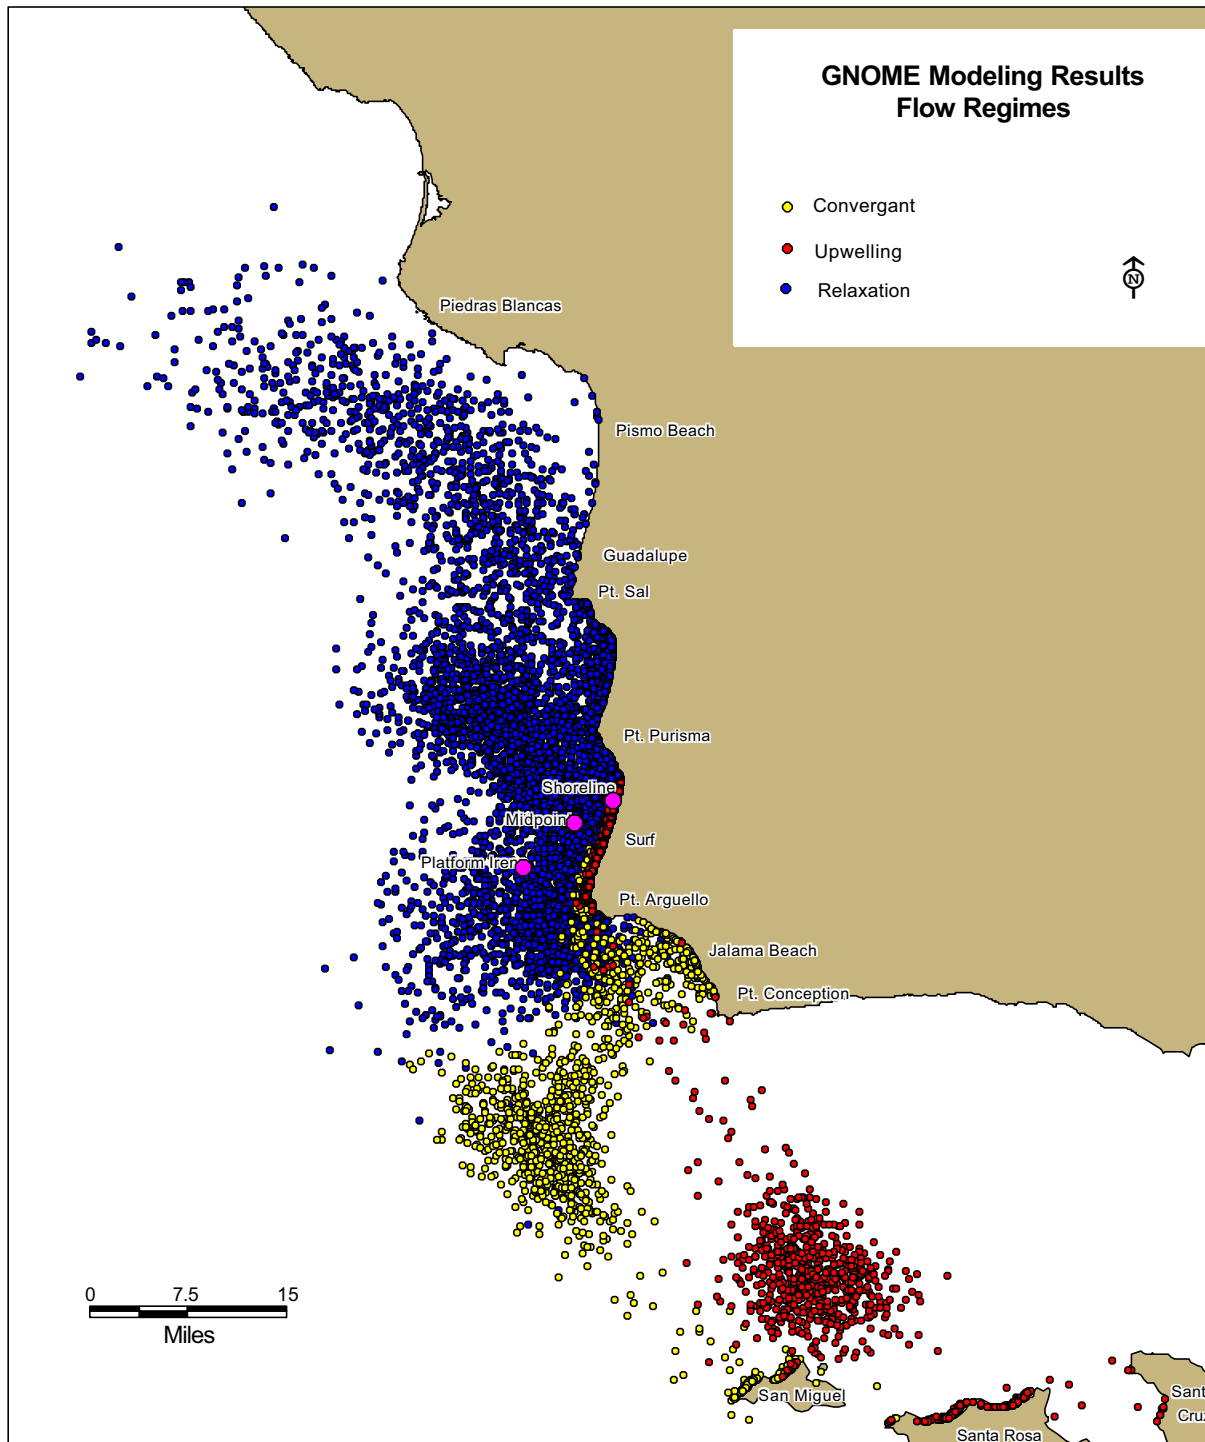 GNOME Modeling Results
Flow Regimes
Convergant
Upwelling
Relaxation
N
Piedras Blancas
Pismo Beach
Guadalupe
Pt. Sal
Pt. Purisma
Shoreline
Midpoint
Surf
Platform Iren
Pt. Arguello
Jalama Beach
Pt. Conception
0 7.5 15
Miles
San Miguel
Sant
Cruz
Santa Rosa